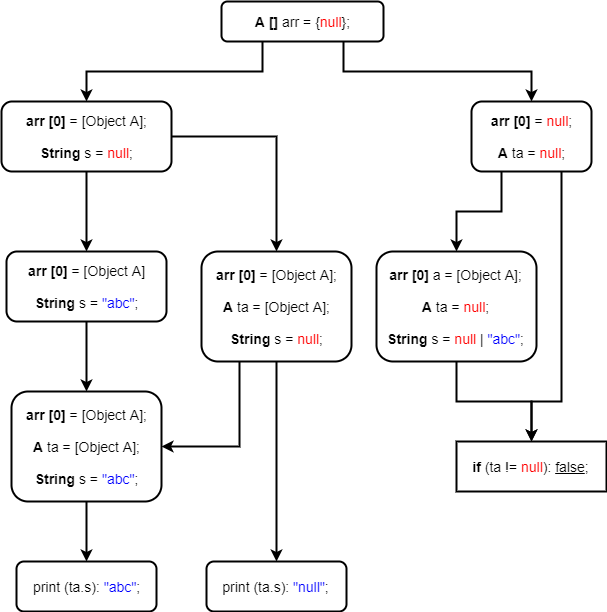 A [] arr = {null};
arr [0] = [Object A];
String s = null;
arr [0] = null;
A ta = null;
arr [0] = [Object A]
String s = "abc";
arr [0] = [Object A];
A ta = [Object A];
String s = null;
arr [0] a = [Object A];
A ta = null;
String s = null | "abc";
arr [0] = [Object A];
A ta = [Object A];
String s = "abc";
if (ta != null): false;
print (ta.s): "abc";
print (ta.s): "null";